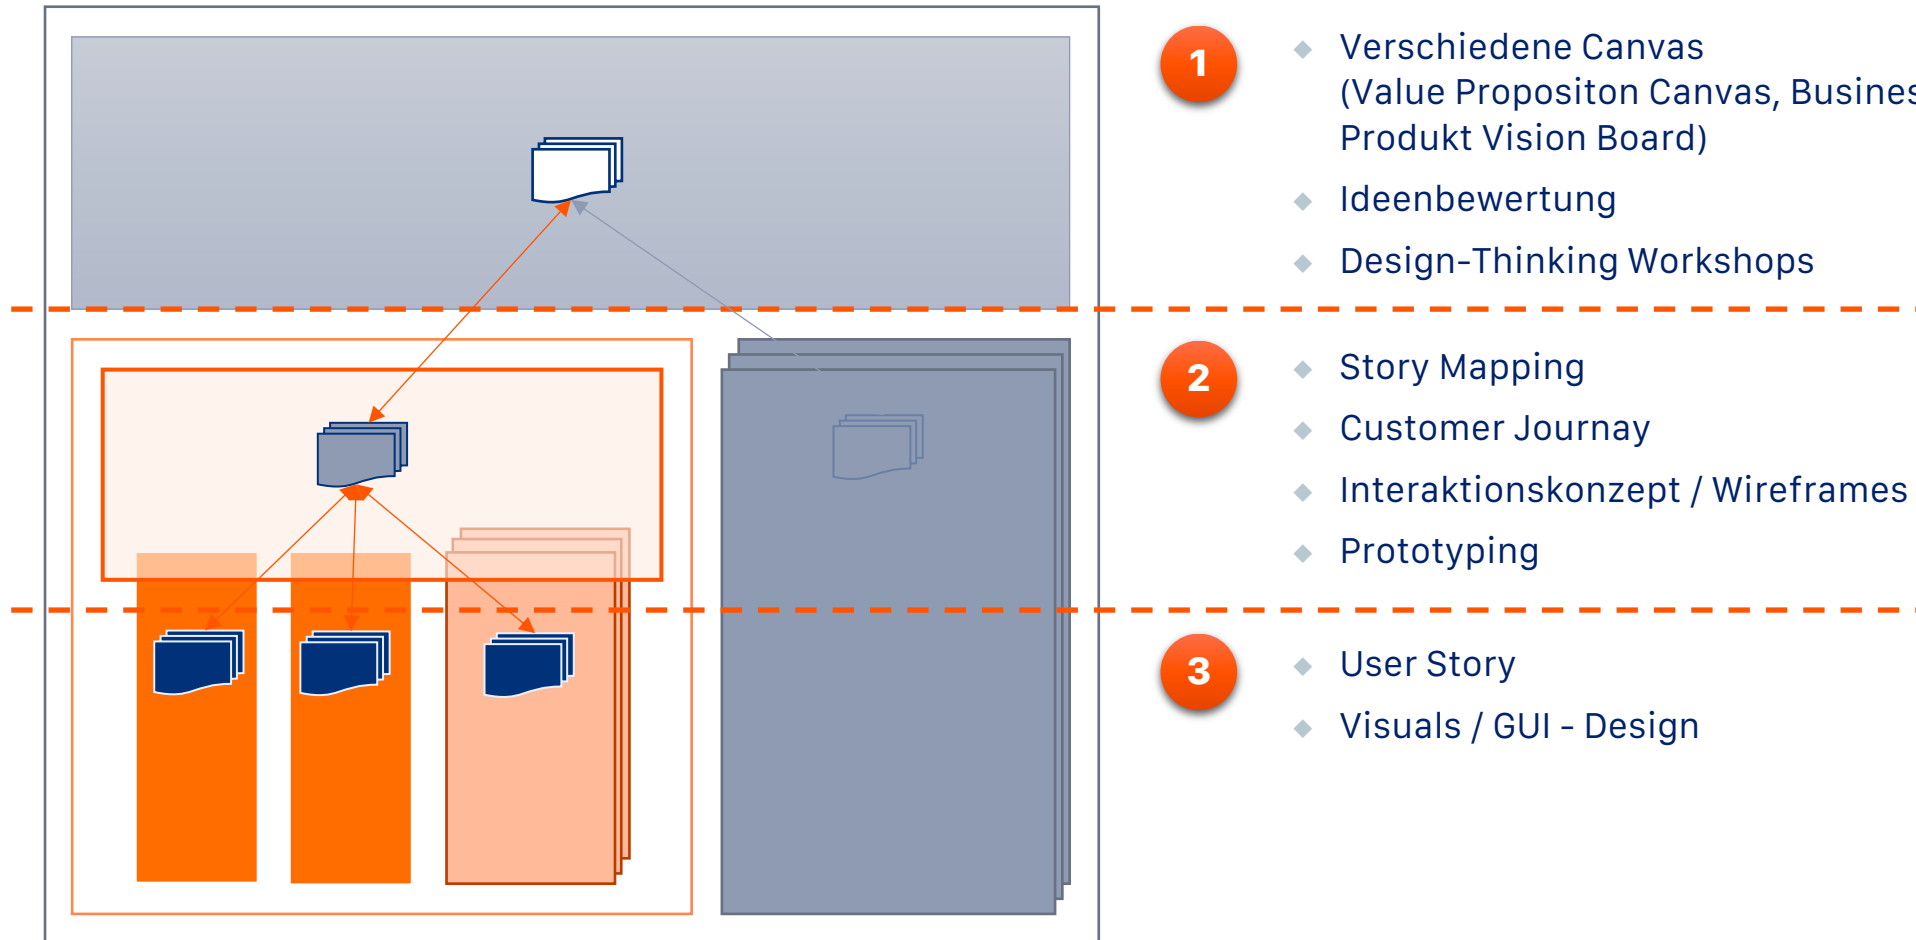 1
Verschiedene Canvas
(Value Propositon Canvas, Busines
Produkt Vision Board)
Ideenbewertung
Design-Thinking Workshops
2
Story Mapping
Customer Journay
Interaktionskonzept / Wireframes
Prototyping
3
User Story
Visuals / GUI - Design